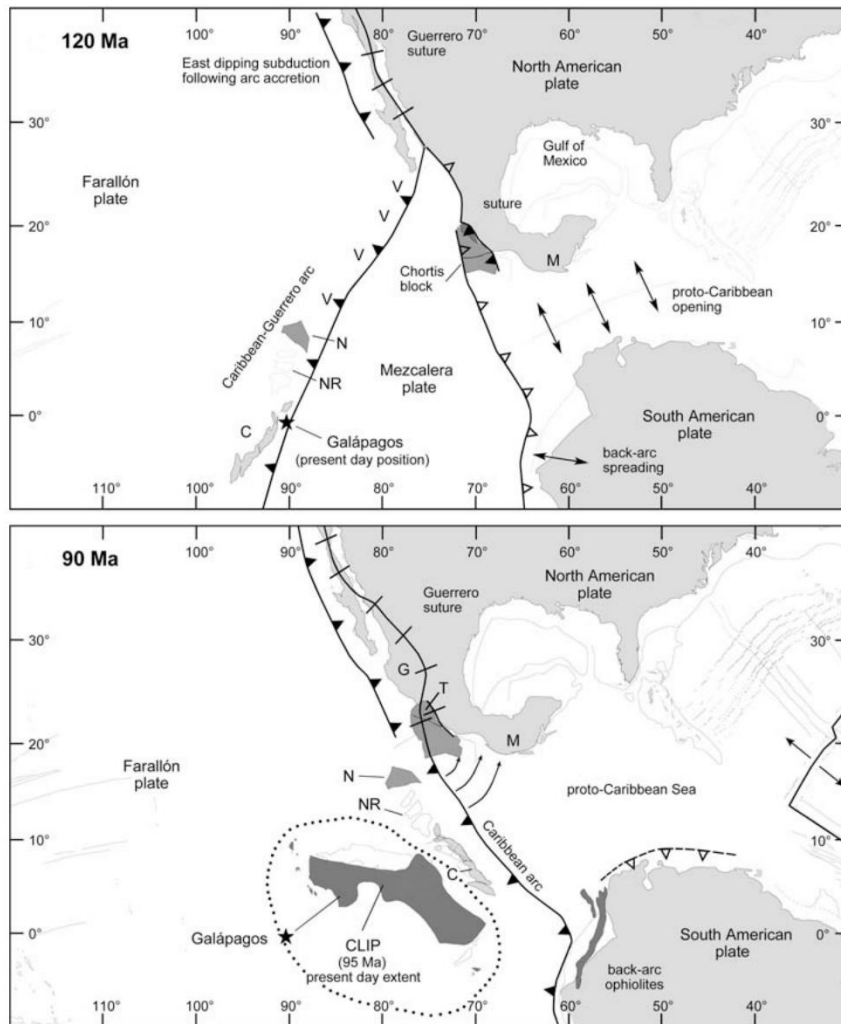 120 Ma
100°
90°
80°
Guerrero
suture
70°
60°
50°
40°
East dipping subduction
following arc accretion
North American
plate
30°
30°
Gulf of
Mexico
Farallón
plate
V
V
suture
20°
20°
V
Chortis
block
M
V
Caribbean-Guerrero arc
proto-Caribbean
opening
10°
10°
N
NR
Mezcalera
plate
0°
0°
C
Galápagos
(present day position)
South American
plate
back-arc
spreading
110°
100°
90°
80°
70°
60°
50°
40°
30°
90 Ma
100°
90°
80°
70°
60°
50°
40°
Guerrero
suture
North American
plate
30°
30°
G
T
M
20°
20°
Farallón
plate
N
NR
proto-Caribbean Sea
10°
10°
Caribbean arc
C
Galápagos
CLIP
(95 Ma)
present day extent
0°
0°
South American
plate
back-arc
ophiolites
110°
100°
90°
80°
70°
60°
50°
40°
30°